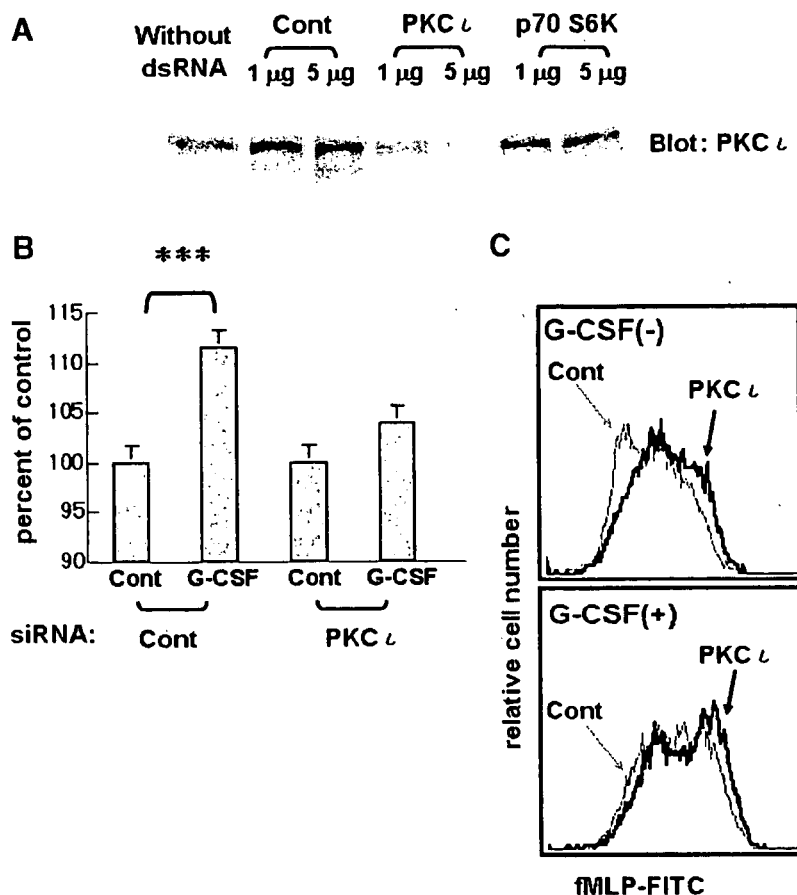 A
Without dsRNA
Cont
PKC ι
p70 S6K
1 µg 5 µg
1 µg 5 µg
1 µg 5 µg
Blot: PKC ι
B
***
percent of control
115
110
105
100
95
90
Cont G-CSF Cont G-CSF
siRNA: Cont PKC ι
C
G-CSF(-)
Cont
PKC ι
G-CSF(+)
PKC ι
Cont
relative cell number
fMLP-FITC